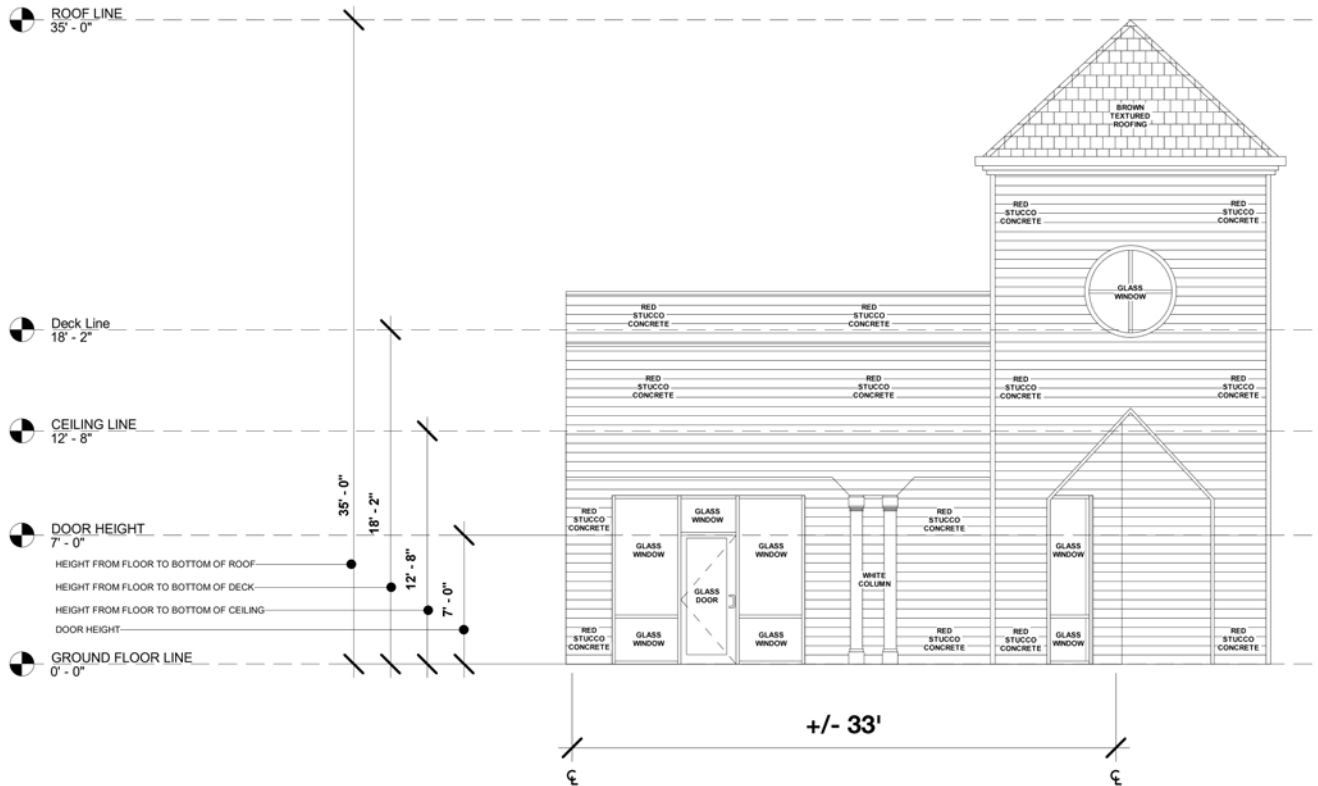 ROOF LINE
35' - 0"
BROWN
TEXTURED
ROOFING
RED
STUCCO
CONCRETE
RED
STUCCO
CONCRETE
GLASS
WINDOW
Deck Line
18' - 2"
RED
STUCCO
CONCRETE
RED
STUCCO
CONCRETE
RED
STUCCO
CONCRETE
RED
STUCCO
CONCRETE
RED
STUCCO
CONCRETE
RED
STUCCO
CONCRETE
CEILING LINE
12' - 8"
35' - 0"
18' - 2"
12' - 8"
7' - 0"
DOOR HEIGHT
7' - 0"
HEIGHT FROM FLOOR TO BOTTOM OF ROOF
HEIGHT FROM FLOOR TO BOTTOM OF DECK
HEIGHT FROM FLOOR TO BOTTOM OF CEILING
DOOR HEIGHT
GROUND FLOOR LINE
0' - 0"
RED
STUCCO
CONCRETE
GLASS
WINDOW
GLASS
WINDOW
GLASS
WINDOW
RED
STUCCO
CONCRETE
GLASS
WINDOW
GLASS
DOOR
WHITE
COLUMN
RED
STUCCO
CONCRETE
GLASS
WINDOW
GLASS
WINDOW
RED
STUCCO
CONCRETE
RED
STUCCO
CONCRETE
GLASS
WINDOW
RED
STUCCO
CONCRETE
+/- 33'
℄
℄